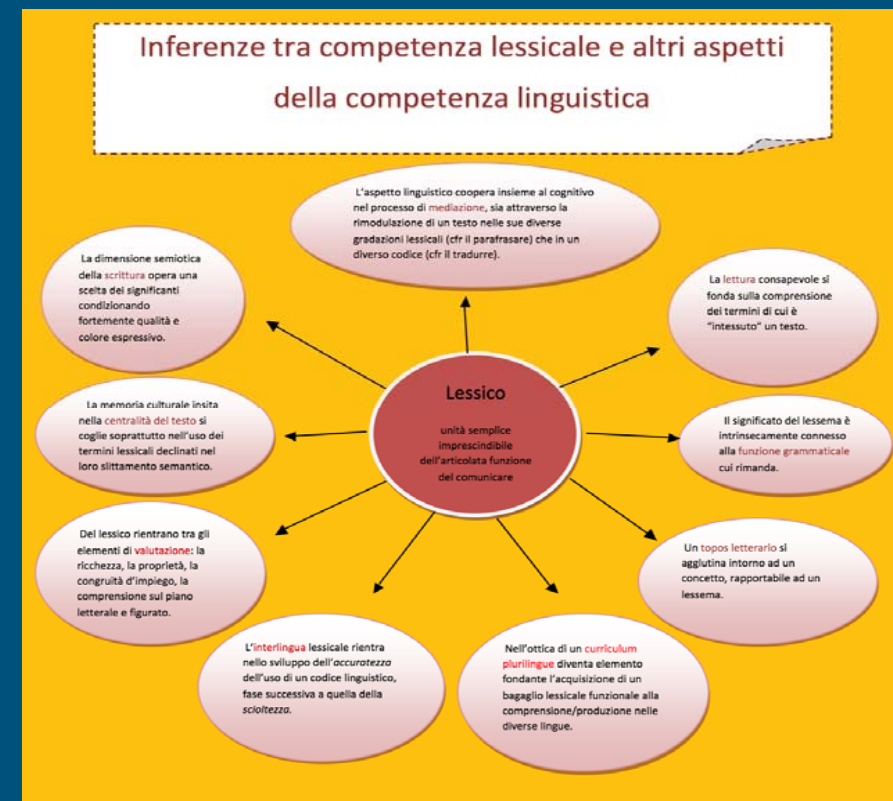 Inferenze tra competenza lessicale e altri aspetti
della competenza linguistica
L'aspetto linguistico coopera insieme al cognitivo
nel processo di mediazione, sia attraverso la
rimodulazione di un testo nelle sue diverse
gradazioni lessicali (cfr il parafrasare) che in un
diverso codice (cfr il tradurre).
La dimensione semiotica
della scrittura opera una
scelta dei significanti
condizionando
fortemente qualità e
colore espressivo.
La lettura consapevole si
fonda sulla comprensione
dei termini di cui è
"intessuto" un testo.
Lessico
unità semplice
imprescindibile
dell'articolata funzione
del comunicare
La memoria culturale insita
nella centralità del testo si
coglie soprattutto nell'uso dei
termini lessicali declinati nel
loro slittamento semantico.
Il significato del lessema è
intrinsecamente connesso
alla funzione grammaticale
cui rimanda.
Del lessico rientrano tra gli
elementi di valutazione: la
ricchezza, la proprietà, la
congruità d'impiego, la
comprensione sul piano
letterale e figurato.
Un topos letterario si
agglutina intorno ad un
concetto, rapportabile ad un
lessema.
L'interlingua lessicale rientra
nello sviluppo dell'accuratezza
dell'uso di un codice linguistico,
fase successiva a quella della
scioltezza.
Nell'ottica di un curriculum
plurilingue diventa elemento
fondante l'acquisizione di un
bagaglio lessicale funzionale alla
comprensione/produzione nelle
diverse lingue.